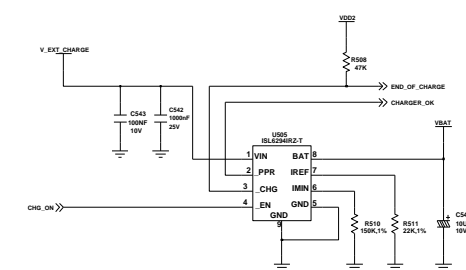 VDD2
V_EXT_CHARGE
R508
47K
END_OF_CHARGE
CHARGER_OK
C543
100NF
10V
C542
1000nF
25V
U505
ISL6294IRZ-T
VBAT
1 VIN BAT 8
2 _PPR IREF 7
3 _CHG IMIN 6
4 _EN GND 5
GND
9
CHG_ON
R510
150K,1%
R511
22K,1%
+
10V